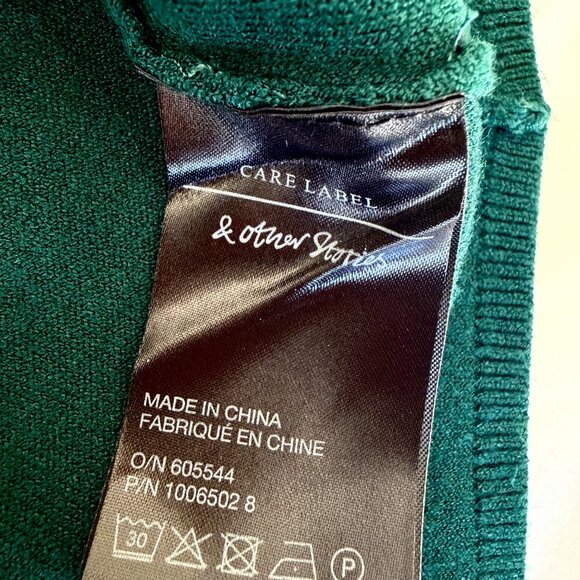 CARE LABEL
& other Stories
MADE IN CHINA
FABRIQUÉ EN CHINE
O/N 605544
P/N 1006502 8
30 P